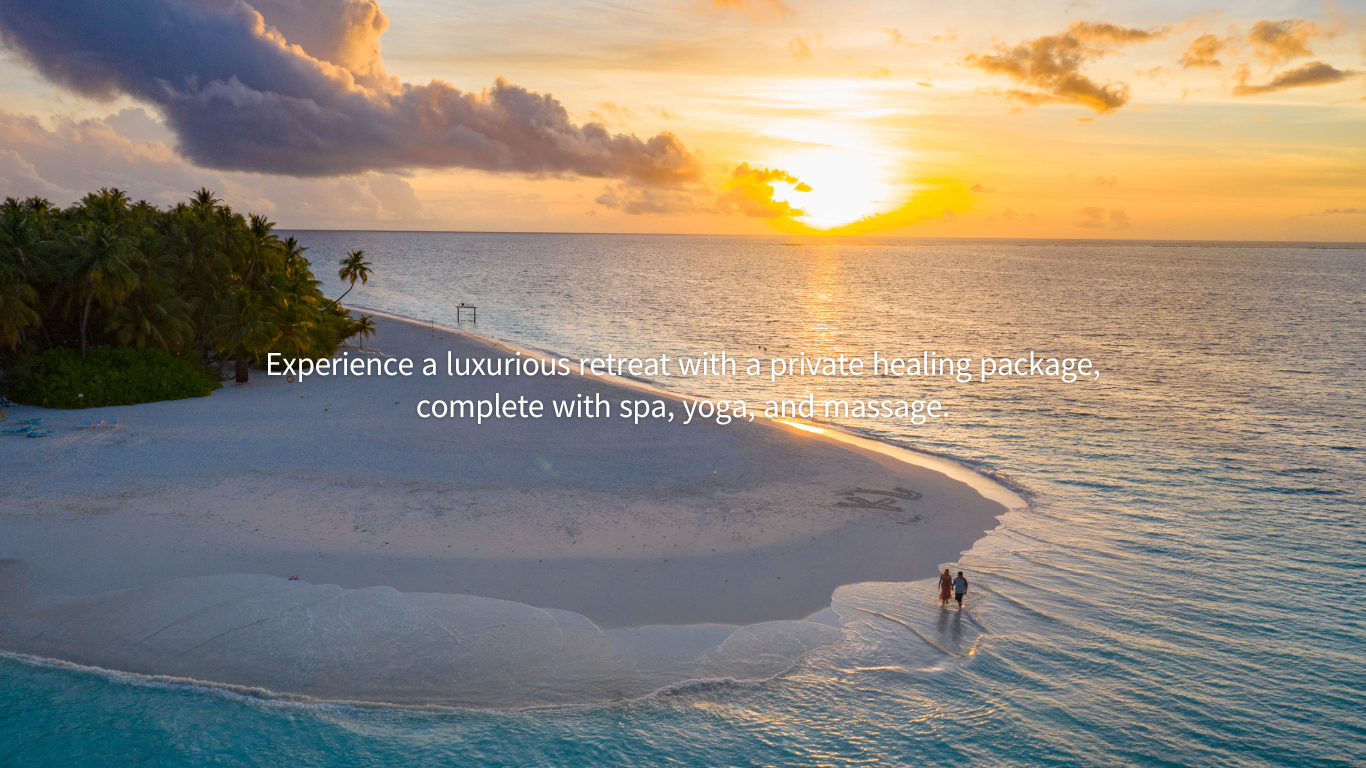 Experience a luxurious retreat with a private healing package,
complete with spa, yoga, and massage.